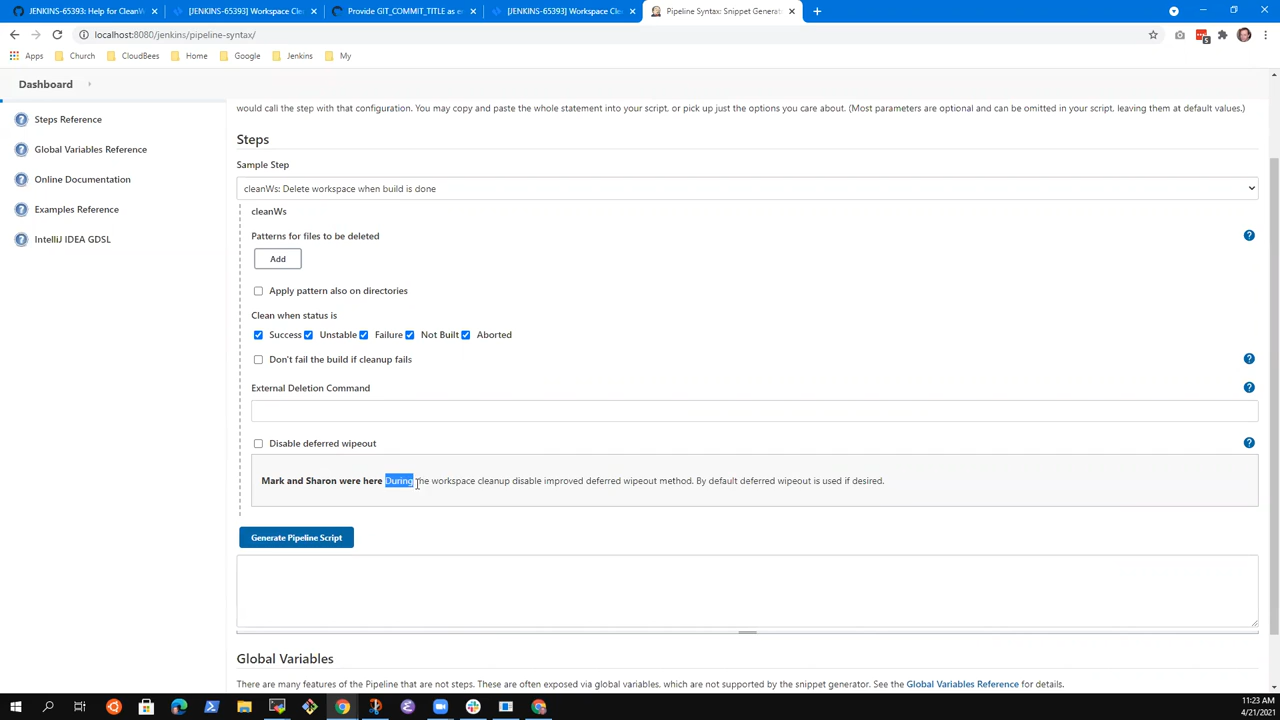 JENKINS-65393: Help for CleanW
[JENKINS-65393] Workspace Cle
Provide GIT_COMMIT_TITLE as e
[JENKINS-65393] Workspace Cle
Pipeline Syntax: Snippet Generat
localhost:8080/jenkins/pipeline-syntax/
5
Apps
Church
CloudBees
Home
Google
Jenkins
My
Dashboard
Steps Reference
Global Variables Reference
Online Documentation
Examples Reference
IntelliJ IDEA GDSL
would call the step with that configuration. You may copy and paste the whole statement into your script, or pick up just the options you care about. (Most parameters are optional and can be omitted in your script, leaving them at default values.)
Steps
Sample Step
cleanWs: Delete workspace when build is done
cleanWs
Patterns for files to be deleted
?
Add
Apply pattern also on directories
Clean when status is
Success Unstable Failure Not Built Aborted
Don't fail the build if cleanup fails
?
External Deletion Command
?
Disable deferred wipeout
?
Mark and Sharon were here During the workspace cleanup disable improved deferred wipeout method. By default deferred wipeout is used if desired.
Generate Pipeline Script
Global Variables
There are many features of the Pipeline that are not steps. These are often exposed via global variables, which are not supported by the snippet generator. See the Global Variables Reference for details.
11:23 AM
4/21/2021